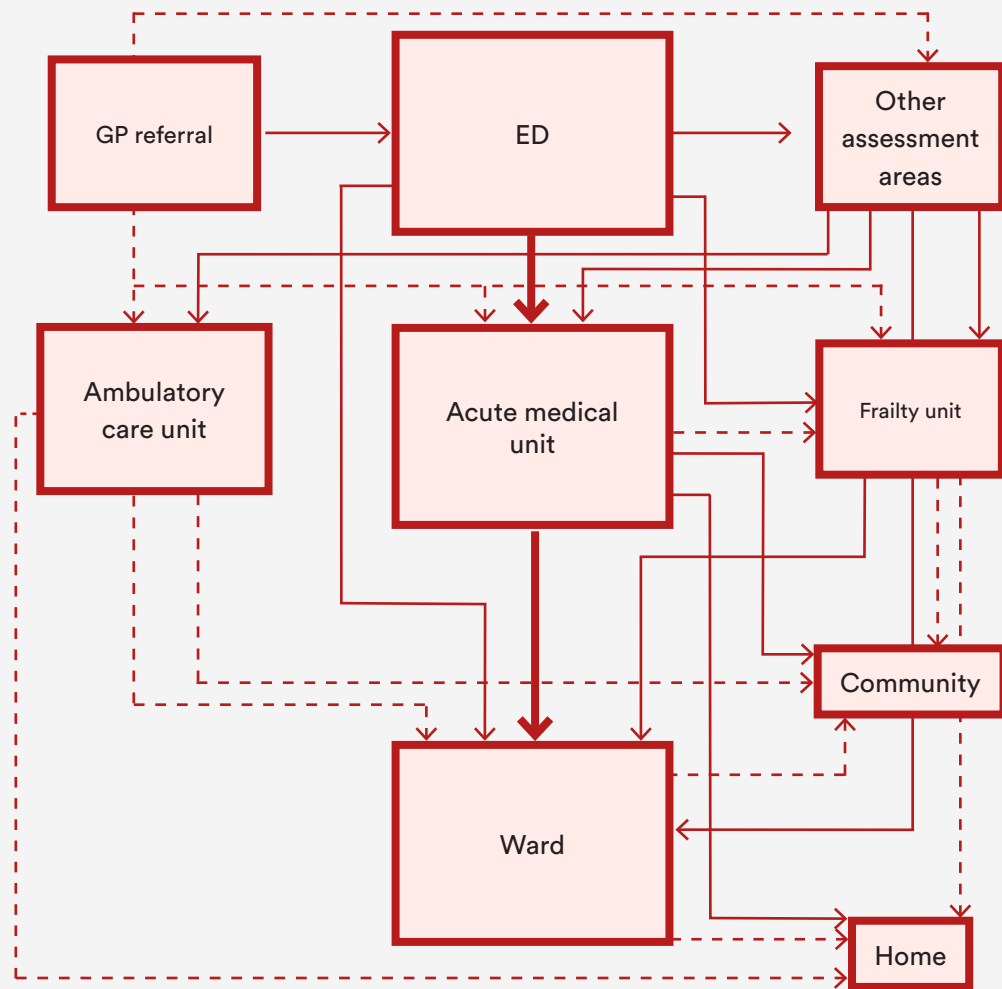 GP referral
ED
Other
assessment
areas
Ambulatory
care unit
Acute medical
unit
Frailty unit
Community
Ward
Home